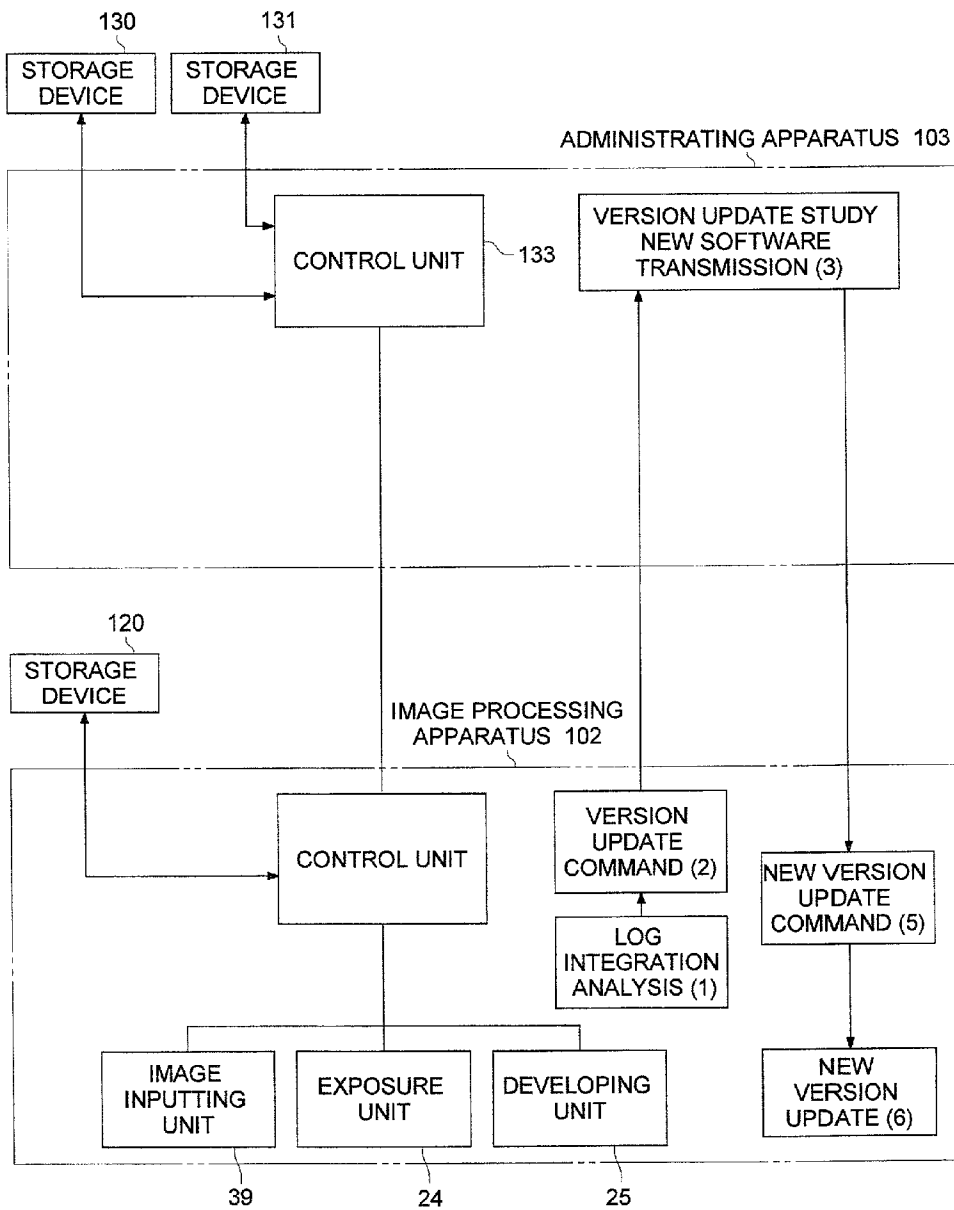 130
131
STORAGE
DEVICE
STORAGE
DEVICE
ADMINISTRATING APPARATUS 103
CONTROL UNIT
133
VERSION UPDATE STUDY
NEW SOFTWARE
TRANSMISSION (3)
120
STORAGE
DEVICE
IMAGE PROCESSING
APPARATUS 102
CONTROL UNIT
VERSION
UPDATE
COMMAND (2)
LOG
INTEGRATION
ANALYSIS (1)
NEW VERSION
UPDATE
COMMAND (5)
IMAGE
INPUTTING
UNIT
EXPOSURE
UNIT
DEVELOPING
UNIT
NEW
VERSION
UPDATE (6)
39
24
25